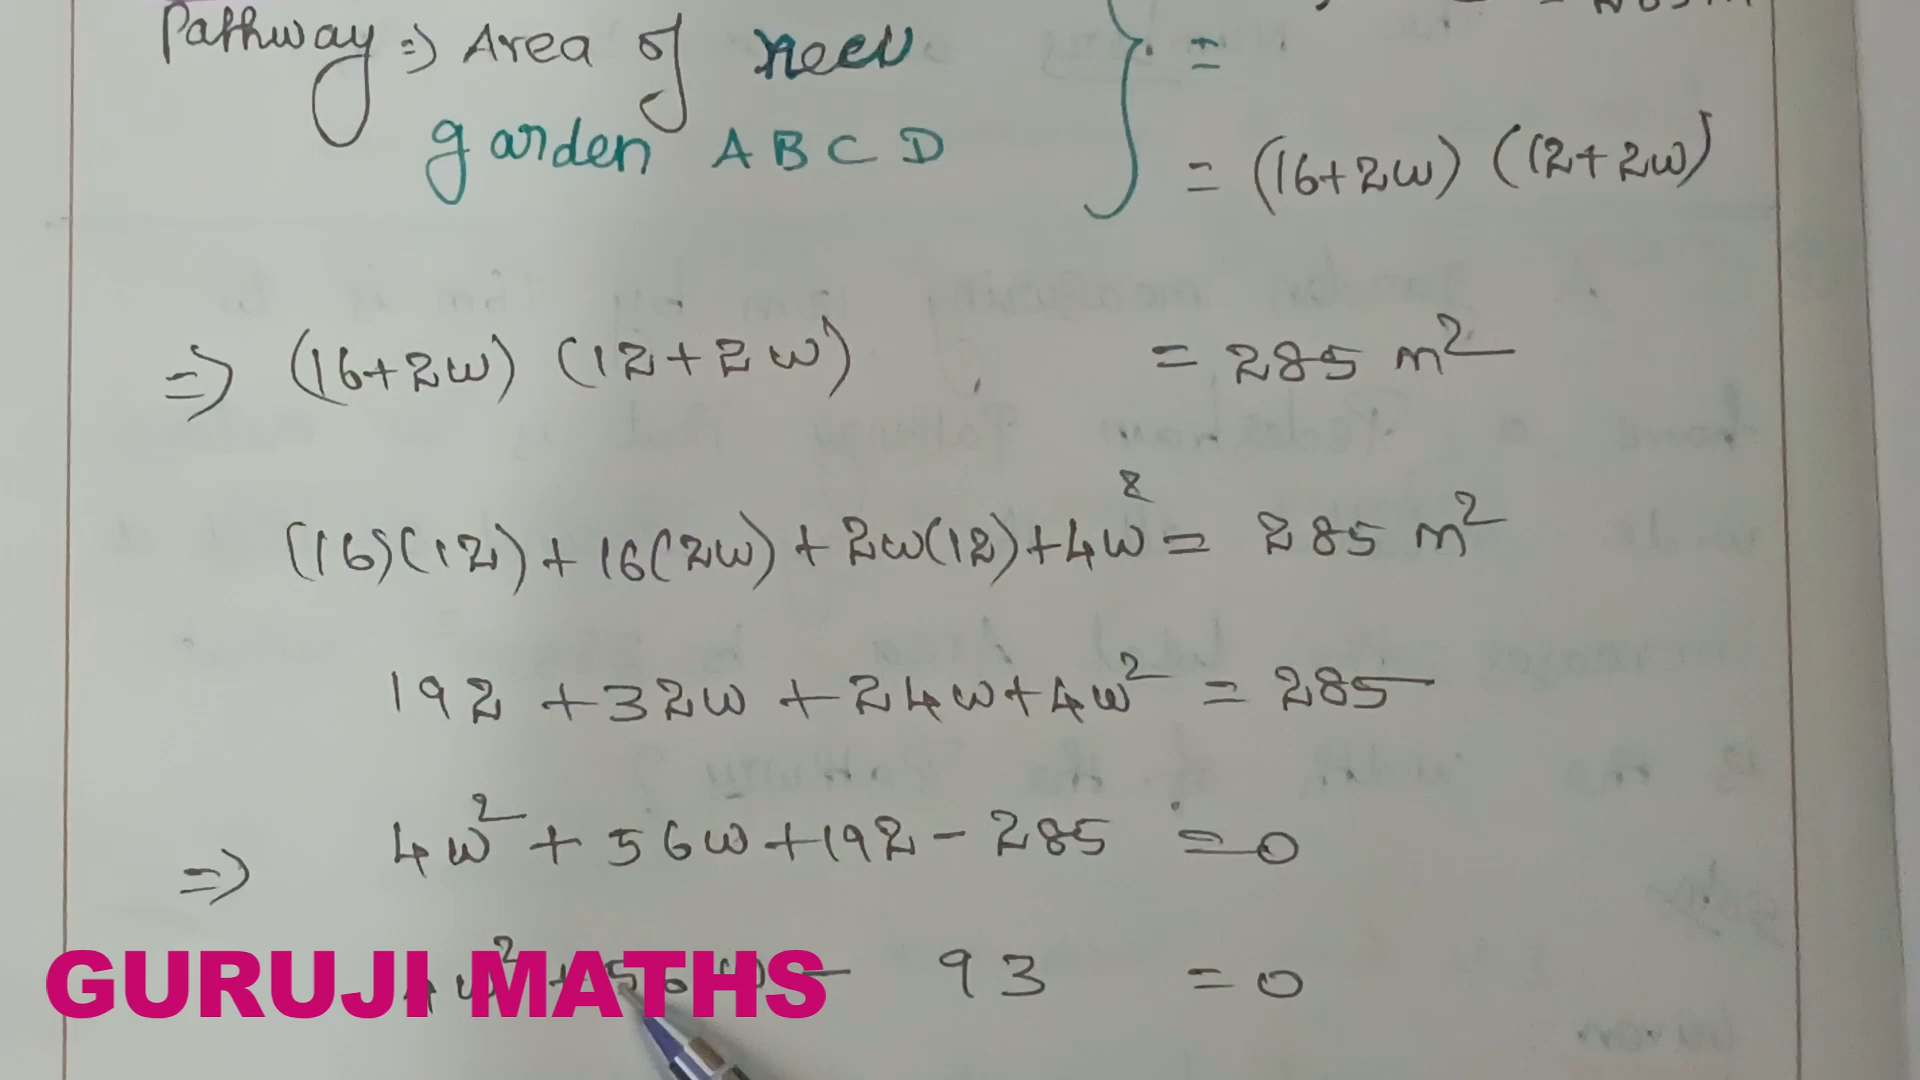 Pathway => Area of new =
garden A B C D = (16+2w) (12+2w)
=> (16+2w) (12+2w) = 285 m²
(16)(12) + 16(2w) + 2w(12) + 4w² = 285 m²
192 + 32w + 24w + 4w² = 285
=> 4w² + 56w + 192 - 285 = 0
4w² + 56w - 93 = 0
GURUJI MATHS